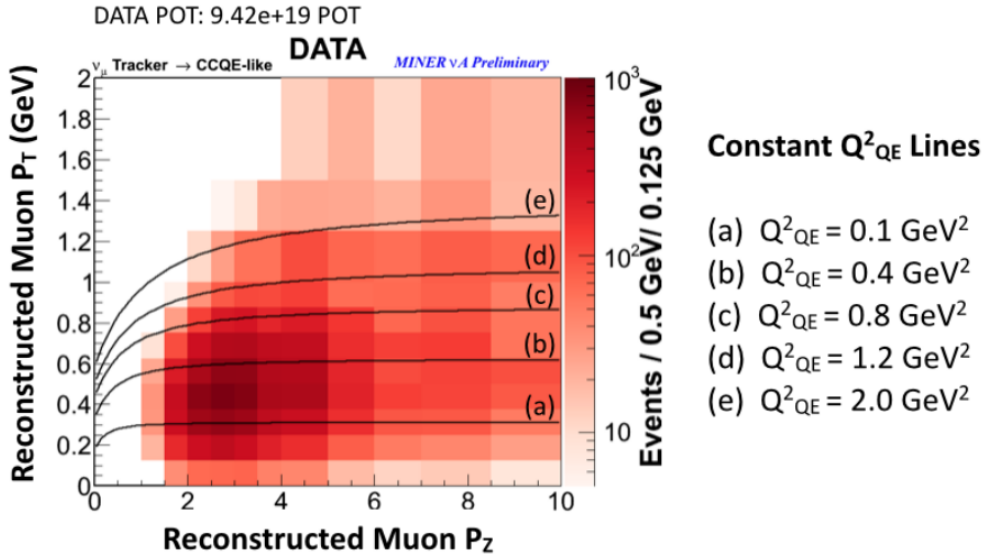 DATA POT: 9.42e+19 POT
DATA
νμ Tracker → CCQE-like
MINERνA Preliminary
Reconstructed Muon PT (GeV)
2
1.8
1.6
1.4
1.2
1
0.8
0.6
0.4
0.2
0
(e)
(d)
(c)
(b)
(a)
0 2 4 6 8 10
Reconstructed Muon PZ
10³
10²
10
Events / 0.5 GeV/ 0.125 GeV
Constant Q²QE Lines
(a) Q²QE = 0.1 GeV²
(b) Q²QE = 0.4 GeV²
(c) Q²QE = 0.8 GeV²
(d) Q²QE = 1.2 GeV²
(e) Q²QE = 2.0 GeV²